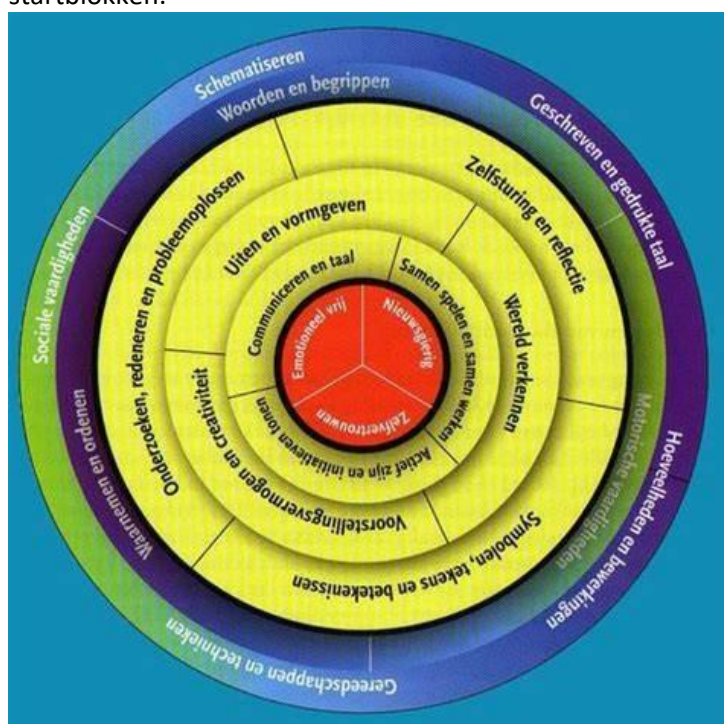 startblokken.
Schematiseren
Woorden en begrippen
Geschreven en gedrukte taal
Sociale vaardigheden
Zelfsturing en reflectie
Onderzoeken, redeneren en probleemoplossen
Uiten en vormgeven
Communiceren en taal
Samen spelen en samen werken
Wereld verkennen
Emotioneel vrij
Nieuwsgierig
Zelfvertrouwen
Actief zijn en initiatieven tonen
Voorstellingsvermogen en creativiteit
Waarnemen en ordenen
Motorische vaardigheden
Hoeveelheden en bewerkingen
Symbolen, tekens en betekenissen
Gereedschappen en technieken